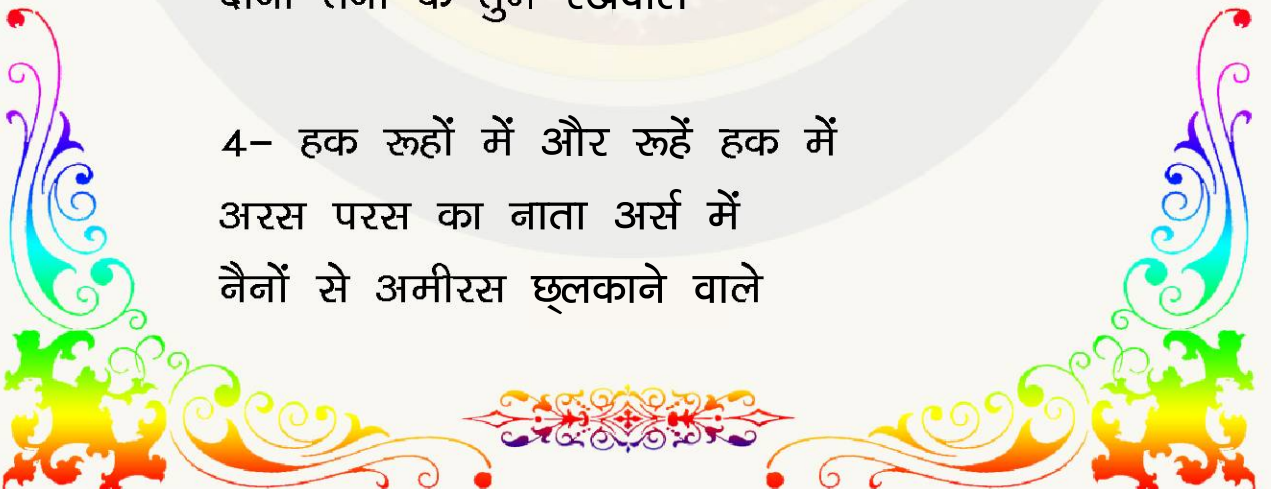 के तुम
4– हक रूहों में और रूहें हक में
अरस परस का नाता अर्स में
नैनों से अमीरस छ्लकाने वाले